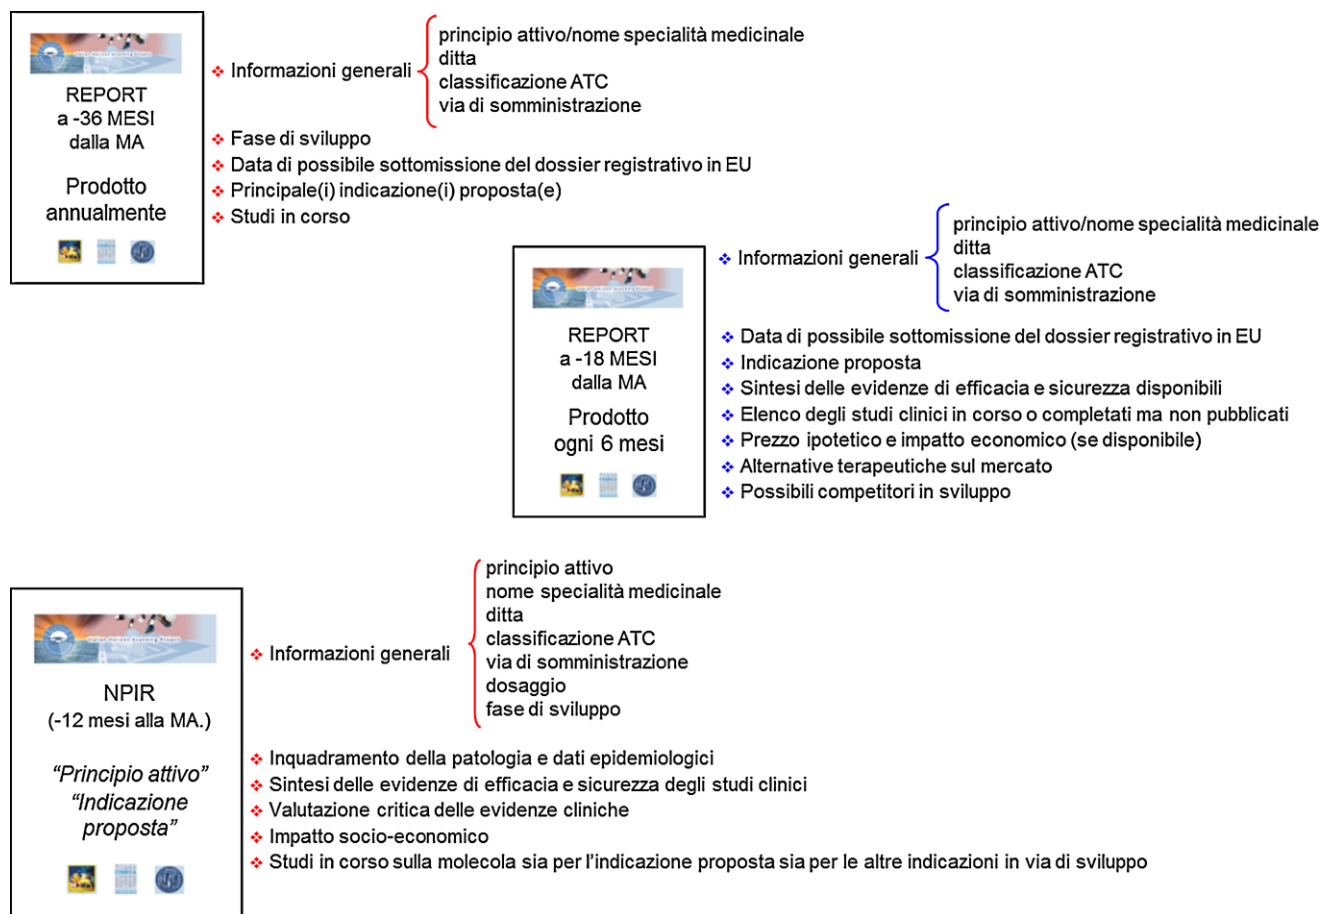 REPORT
a -36 MESI
dalla MA
Prodotto
annualmente
Informazioni generali
principio attivo/nome specialità medicinale
ditta
classificazione ATC
via di somministrazione
Fase di sviluppo
Data di possibile sottomissione del dossier registrativo in EU
Principale(i) indicazione(i) proposta(e)
Studi in corso
REPORT
a -18 MESI
dalla MA
Prodotto
ogni 6 mesi
Informazioni generali
principio attivo/nome specialità medicinale
ditta
classificazione ATC
via di somministrazione
Data di possibile sottomissione del dossier registrativo in EU
Indicazione proposta
Sintesi delle evidenze di efficacia e sicurezza disponibili
Elenco degli studi clinici in corso o completati ma non pubblicati
Prezzo ipotetico e impatto economico (se disponibile)
Alternative terapeutiche sul mercato
Possibili competitori in sviluppo
Italian Horizon Scanning Project
NPIR
(-12 mesi alla MA.)
“Principio attivo”
“Indicazione
proposta”
Informazioni generali
principio attivo
nome specialità medicinale
ditta
classificazione ATC
via di somministrazione
dosaggio
fase di sviluppo
Inquadramento della patologia e dati epidemiologici
Sintesi delle evidenze di efficacia e sicurezza degli studi clinici
Valutazione critica delle evidenze cliniche
Impatto socio-economico
Studi in corso sulla molecola sia per l’indicazione proposta sia per le altre indicazioni in via di sviluppo